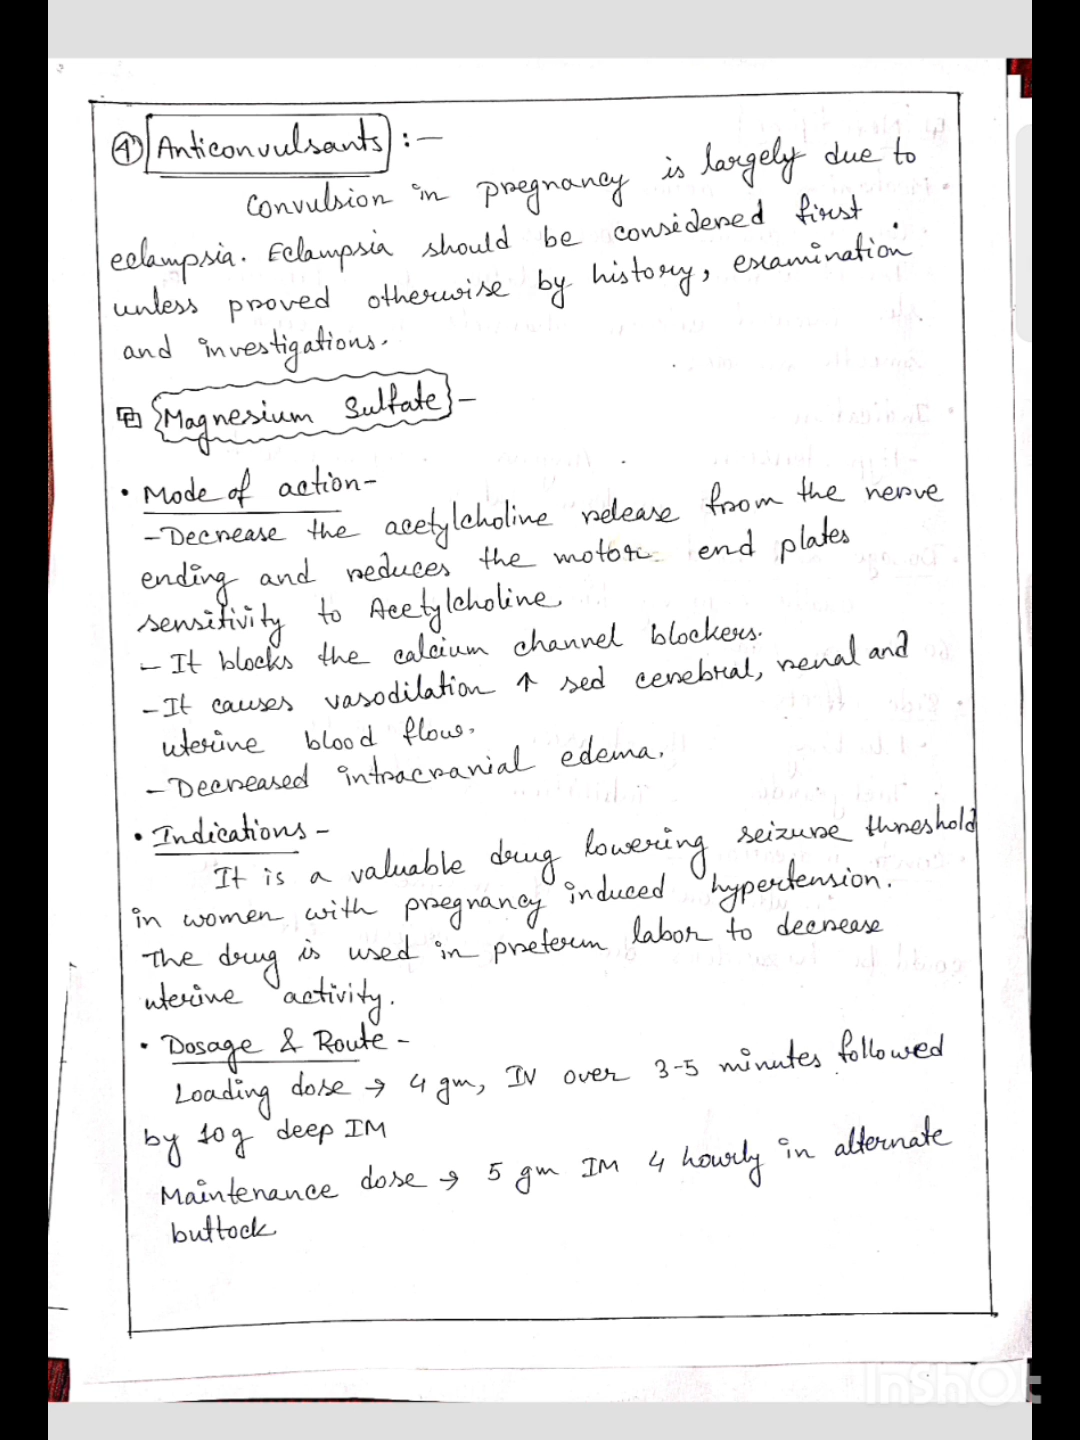 ④ Anticonvulsants :-
Convulsion in pregnancy is largely due to
eclampsia. Eclampsia should be considered first
unless proved otherwise by history, examination
and investigations.
Magnesium Sulfate -
• Mode of action-
- Decrease the acetylcholine release from the nerve
ending and reduces the motor end plates
sensitivity to Acetylcholine
- It blocks the calcium channel blockers.
- It causes vasodilation ↑ sed cerebral, renal and
uterine blood flow.
- Decreased intracranial edema.
• Indications -
It is a valuable drug lowering seizure threshold
in women with pregnancy induced hypertension.
The drug is used in preterm labor to decrease
uterine activity.
• Dosage & Route -
Loading dose → 4 gm, IV over 3-5 minutes followed
by 10g deep IM
Maintenance dose → 5 gm IM 4 hourly in alternate
buttock
InShOt